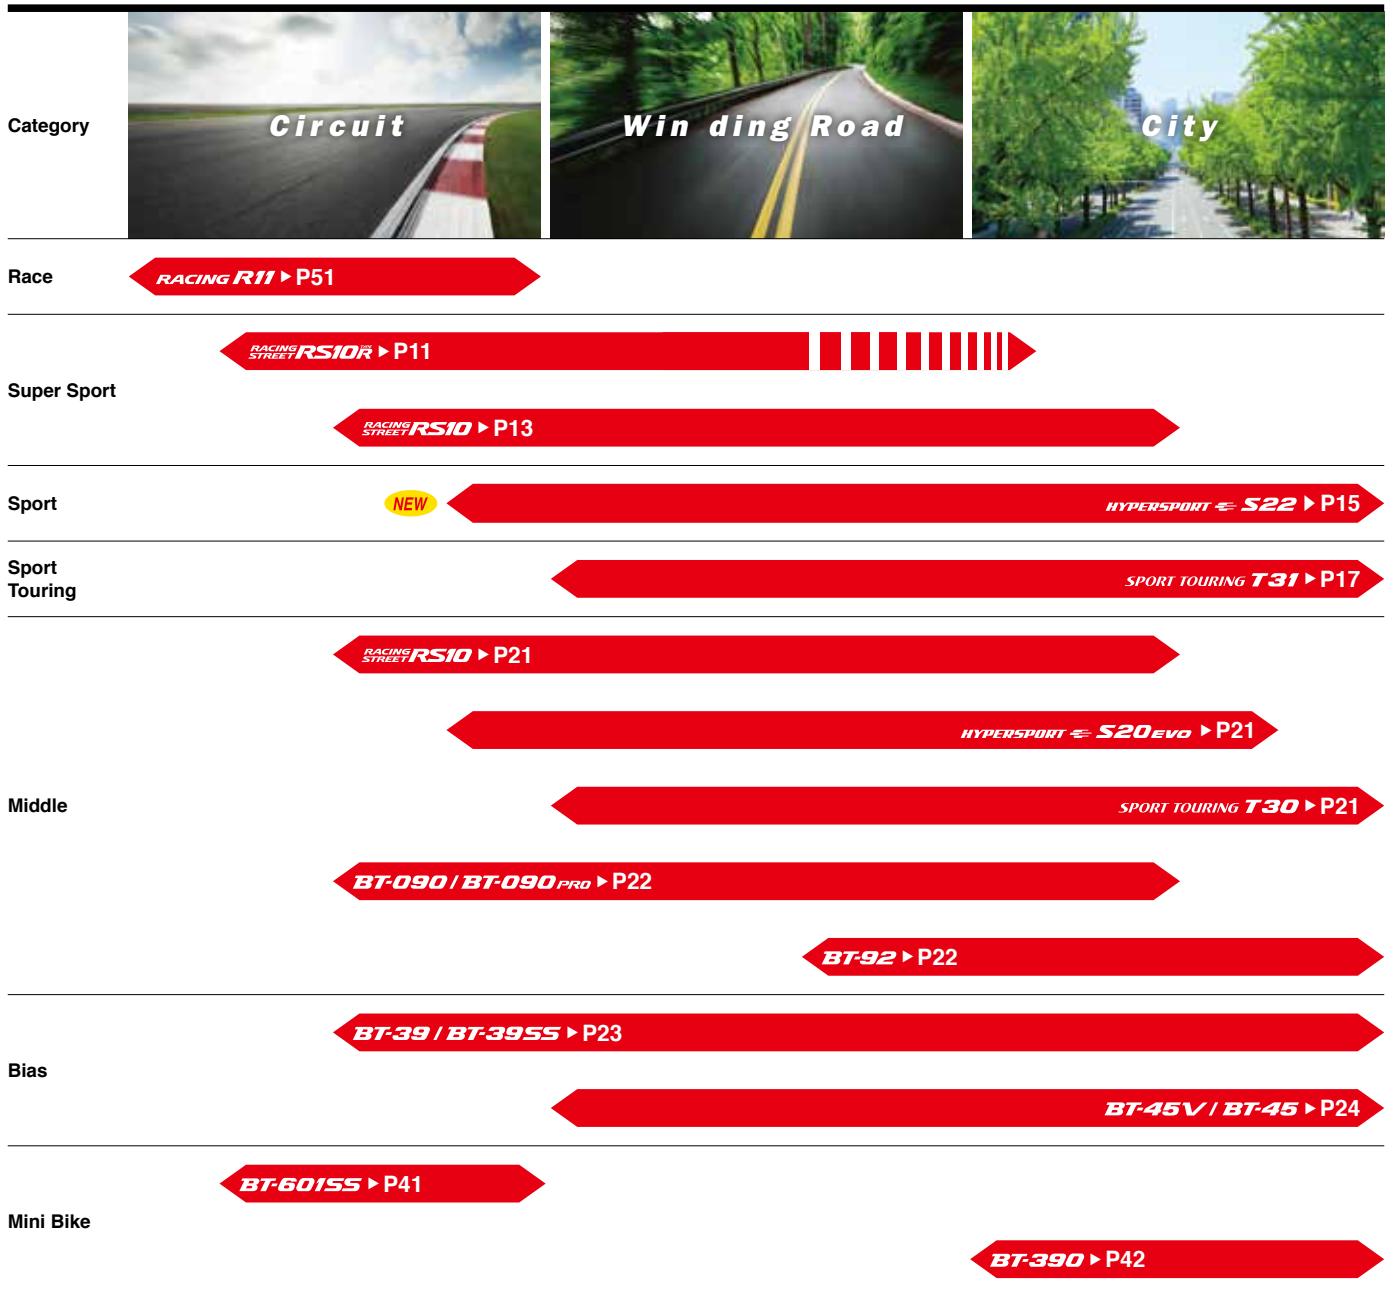 Category
Circuit
Win ding Road
City
Race
RACING R11 ▶ P51
Super Sport
RACING STREET RS10R ▶ P11
RACING STREET RS10 ▶ P13
Sport
NEW
HYPERSPORT S22 ▶ P15
Sport
Touring
SPORT TOURING T31 ▶ P17
Middle
RACING STREET RS10 ▶ P21
HYPERSPORT S20 EVO ▶ P21
SPORT TOURING T30 ▶ P21
BT-090 / BT-090 PRO ▶ P22
BT-92 ▶ P22
Bias
BT-39 / BT-39SS ▶ P23
BT-45V / BT-45 ▶ P24
Mini Bike
BT-601SS ▶ P41
BT-390 ▶ P42